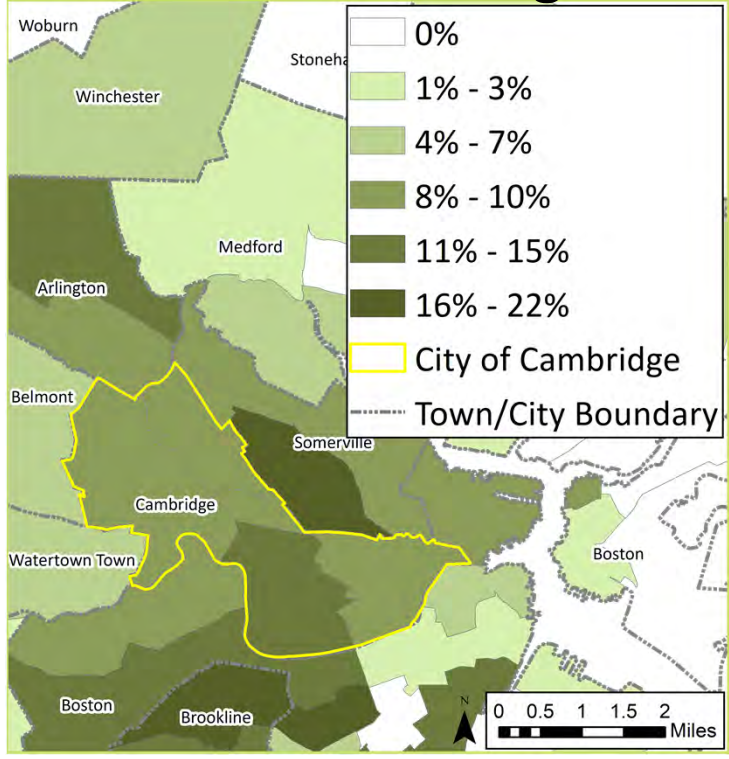 Woburn
0%
Stoneha
1% - 3%
Winchester
4% - 7%
8% - 10%
Medford
11% - 15%
Arlington
16% - 22%
City of Cambridge
Belmont
Town/City Boundary
Somerville
Cambridge
Watertown Town
Boston
Boston
Brookline
N
0 0.5 1 1.5 2
Miles